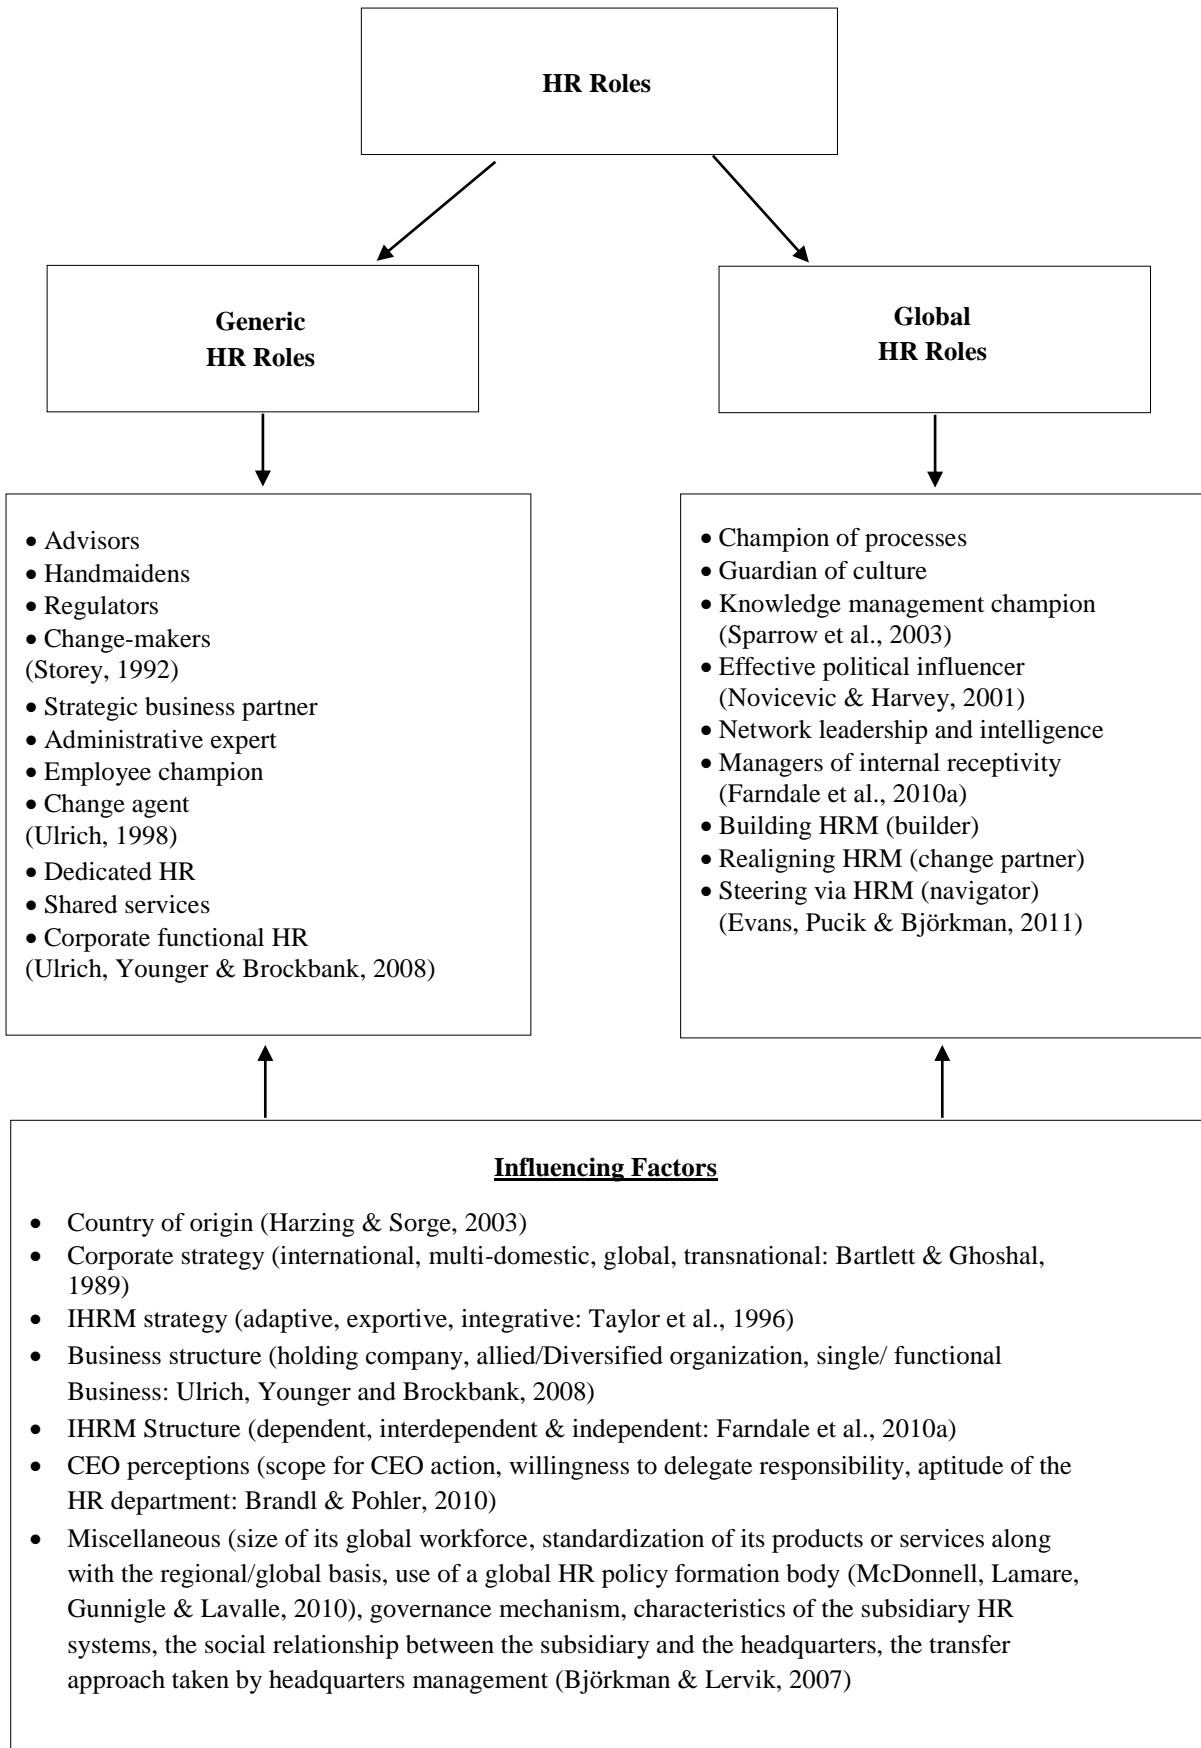 HR Roles
Generic
HR Roles
Global
HR Roles
• Advisors
• Handmaidens
• Regulators
• Change-makers
(Storey, 1992)
• Strategic business partner
• Administrative expert
• Employee champion
• Change agent
(Ulrich, 1998)
• Dedicated HR
• Shared services
• Corporate functional HR
(Ulrich, Younger & Brockbank, 2008)
• Champion of processes
• Guardian of culture
• Knowledge management champion
(Sparrow et al., 2003)
• Effective political influencer
(Novicevic & Harvey, 2001)
• Network leadership and intelligence
• Managers of internal receptivity
(Farndale et al., 2010a)
• Building HRM (builder)
• Realigning HRM (change partner)
• Steering via HRM (navigator)
(Evans, Pucik & Björkman, 2011)
Influencing Factors
• Country of origin (Harzing & Sorge, 2003)
• Corporate strategy (international, multi-domestic, global, transnational: Bartlett & Ghoshal,
1989)
• IHRM strategy (adaptive, exportive, integrative: Taylor et al., 1996)
• Business structure (holding company, allied/Diversified organization, single/ functional
Business: Ulrich, Younger and Brockbank, 2008)
• IHRM Structure (dependent, interdependent & independent: Farndale et al., 2010a)
• CEO perceptions (scope for CEO action, willingness to delegate responsibility, aptitude of the
HR department: Brandl & Pohler, 2010)
• Miscellaneous (size of its global workforce, standardization of its products or services along
with the regional/global basis, use of a global HR policy formation body (McDonnell, Lamare,
Gunnigle & Lavalle, 2010), governance mechanism, characteristics of the subsidiary HR
systems, the social relationship between the subsidiary and the headquarters, the transfer
approach taken by headquarters management (Björkman & Lervik, 2007)